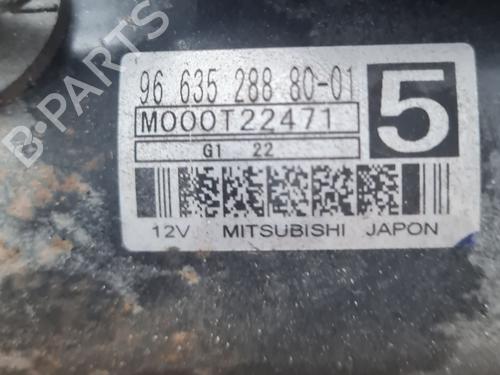 96 635 288 80-01
5
M000T22471
G1 22
12V MITSUBISHI JAPON
B-PARTS